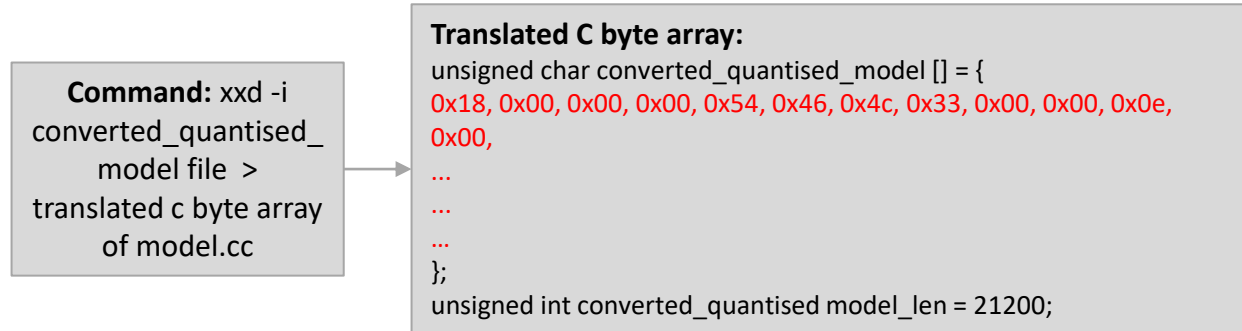 Command: xxd -i
converted_quantised_
model file >
translated c byte array
of model.cc
Translated C byte array:
unsigned char converted_quantised_model [] = {
0x18, 0x00, 0x00, 0x00, 0x54, 0x46, 0x4c, 0x33, 0x00, 0x00, 0x0e,
0x00,
...
...
...
};
unsigned int converted_quantised model_len = 21200;